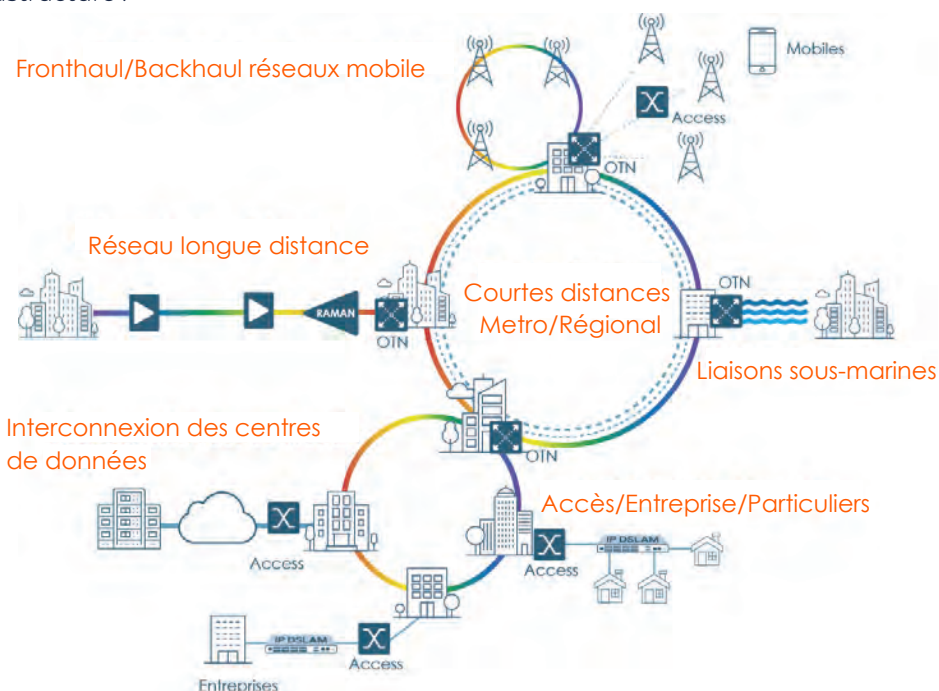 Fronthaul/Backhaul réseaux mobile
Mobiles
Access
OTN
Réseau longue distance
RAMAN
OTN
Courtes distances
Metro/Régional
OTN
Liaisons sous-marines
OTN
Interconnexion des centres
de données
Access
Accès/Entreprise/Particuliers
IP DSLAM
Access
IP DSLAM
Access
Entreprises